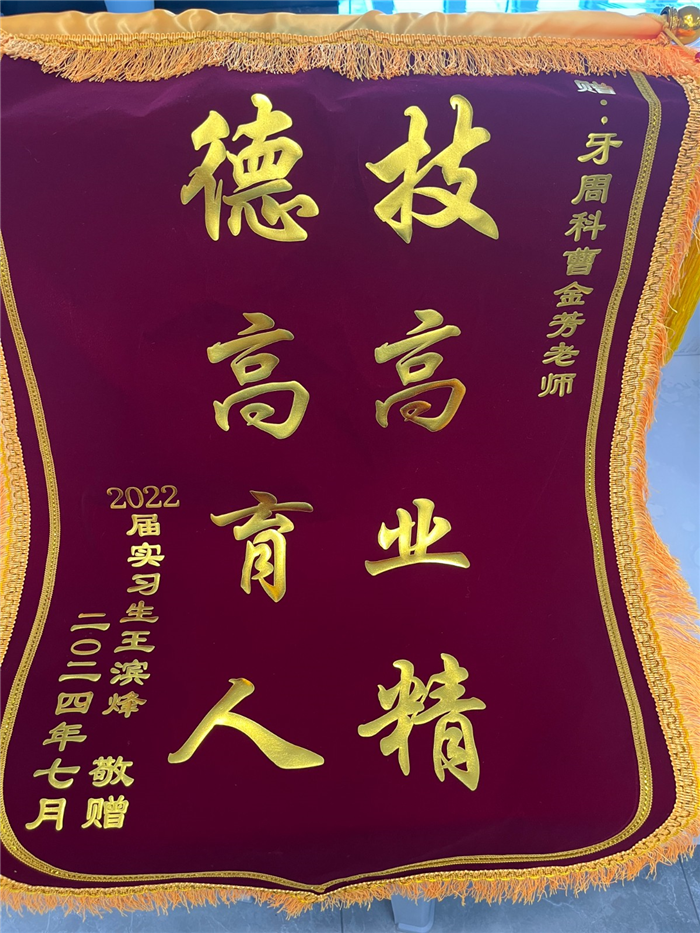 赠：牙周科曹金芳老师
技高业精
德高育人
2022届实习生王滨烽
敬赠
二〇二四年七月